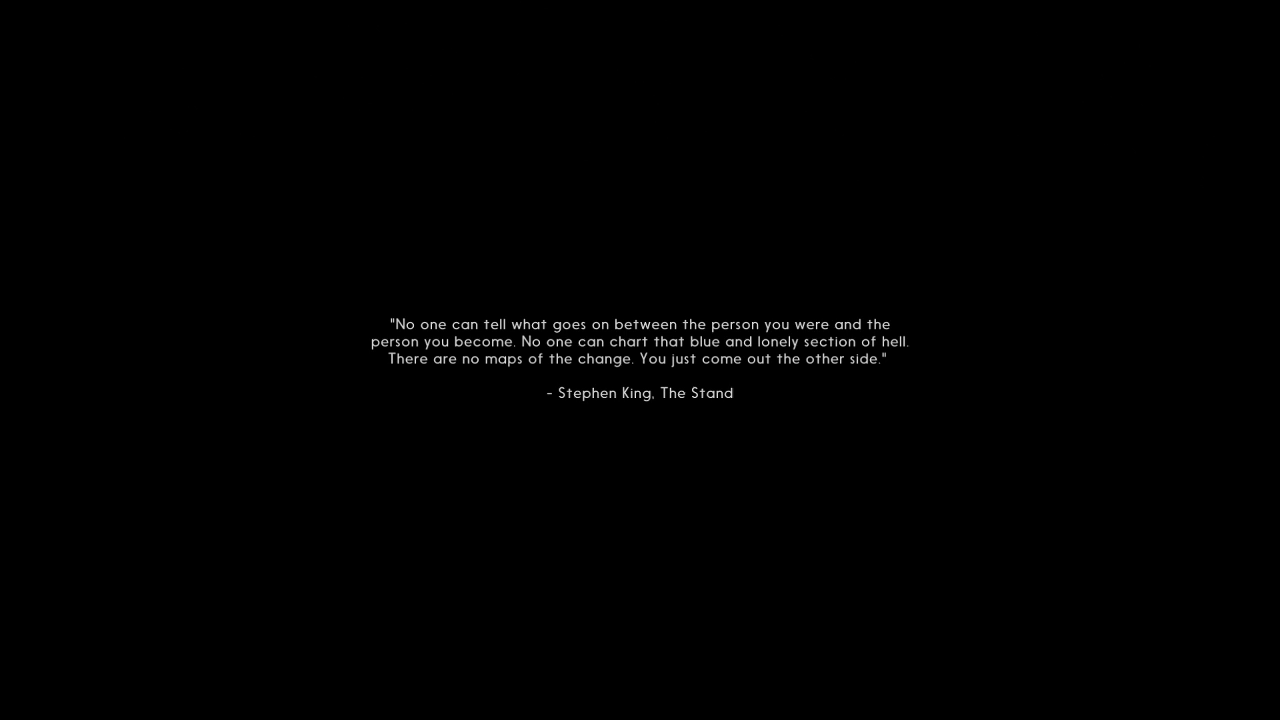 "No one can tell what goes on between the person you were and the
person you become. No one can chart that blue and lonely section of hell.
There are no maps of the change. You just come out the other side."
- Stephen King, The Stand